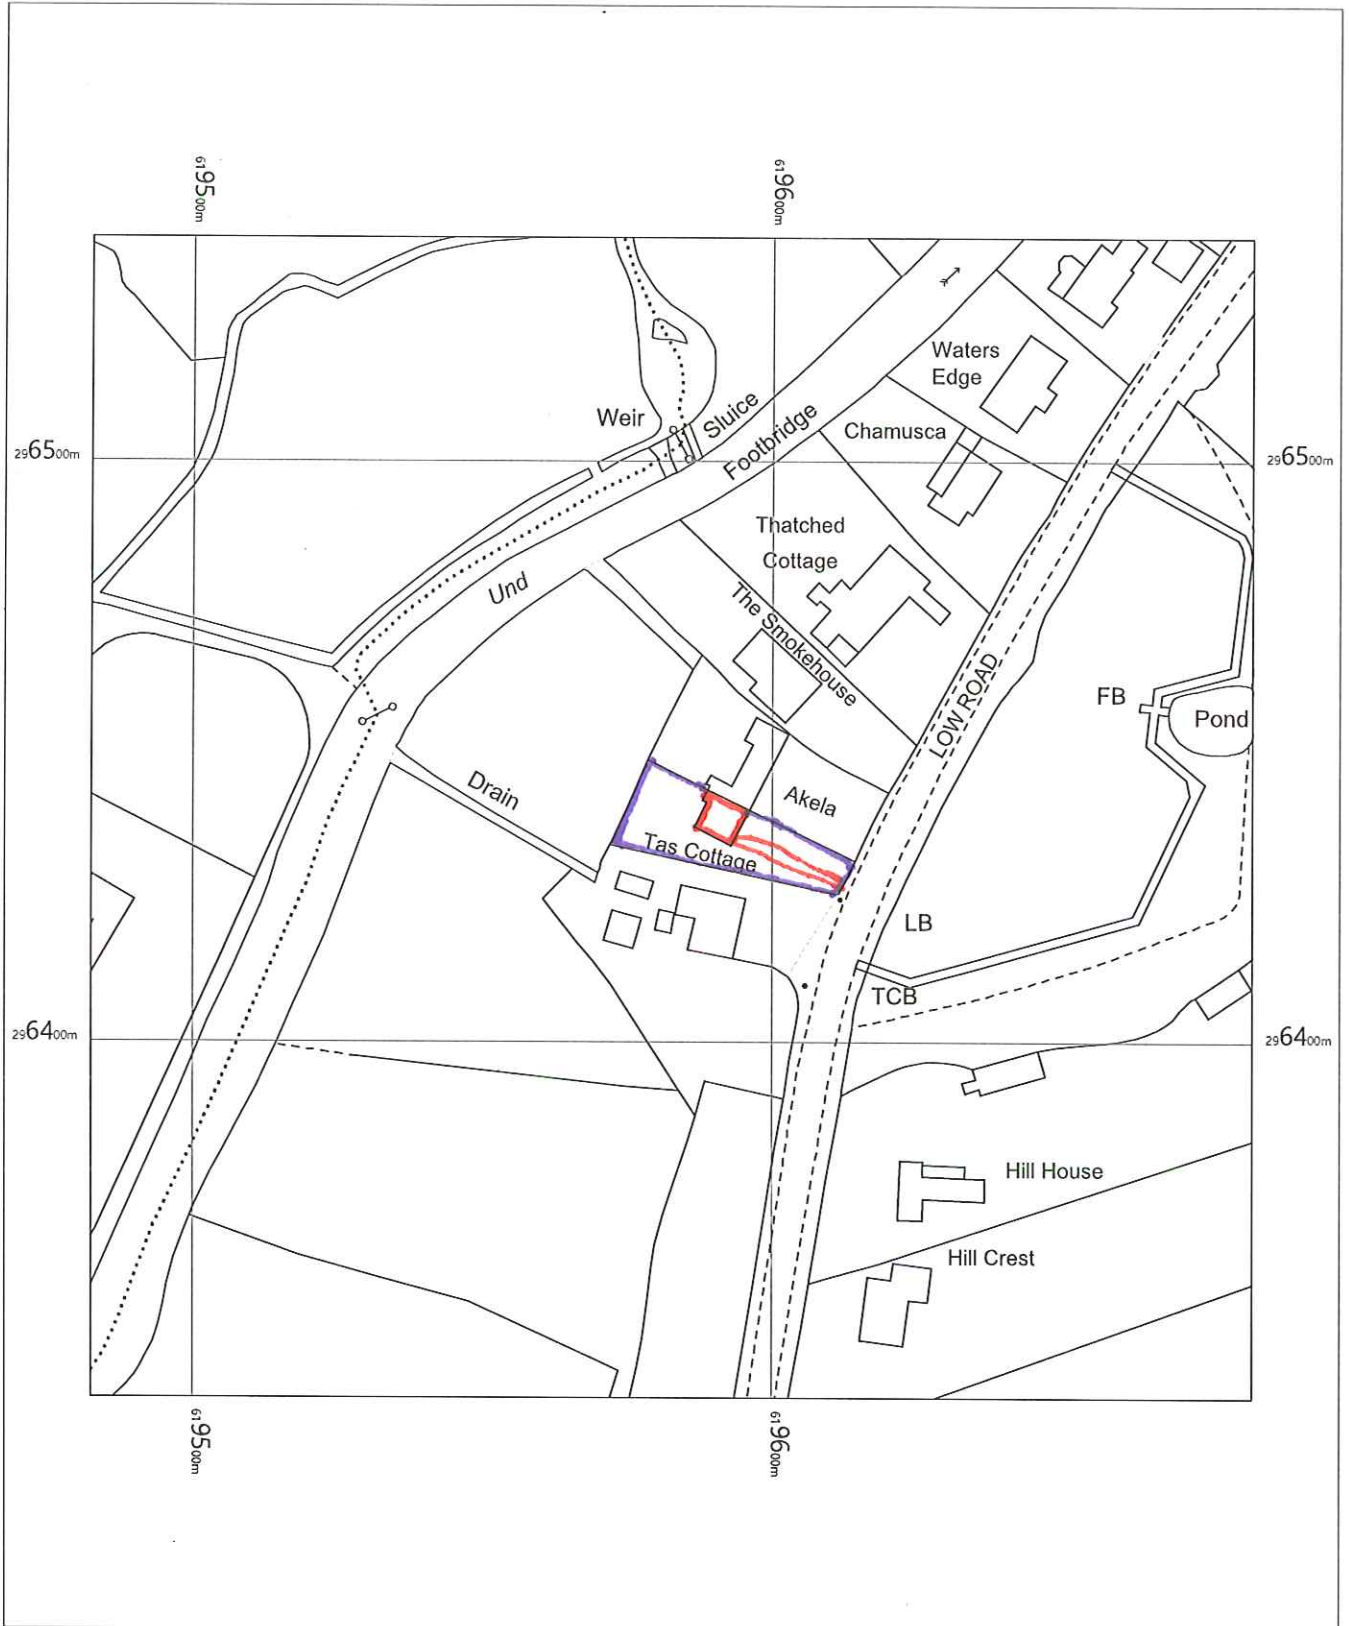 619500m
619600m
Waters
Edge
Weir
Sluice
Chamusca
Footbridge
296500m
296500m
Thatched
Cottage
Und
The Smokehouse
LOW ROAD
FB
Pond
Drain
Akela
Tas Cottage
LB
TCB
296400m
296400m
Hill House
Hill Crest
619500m
619600m